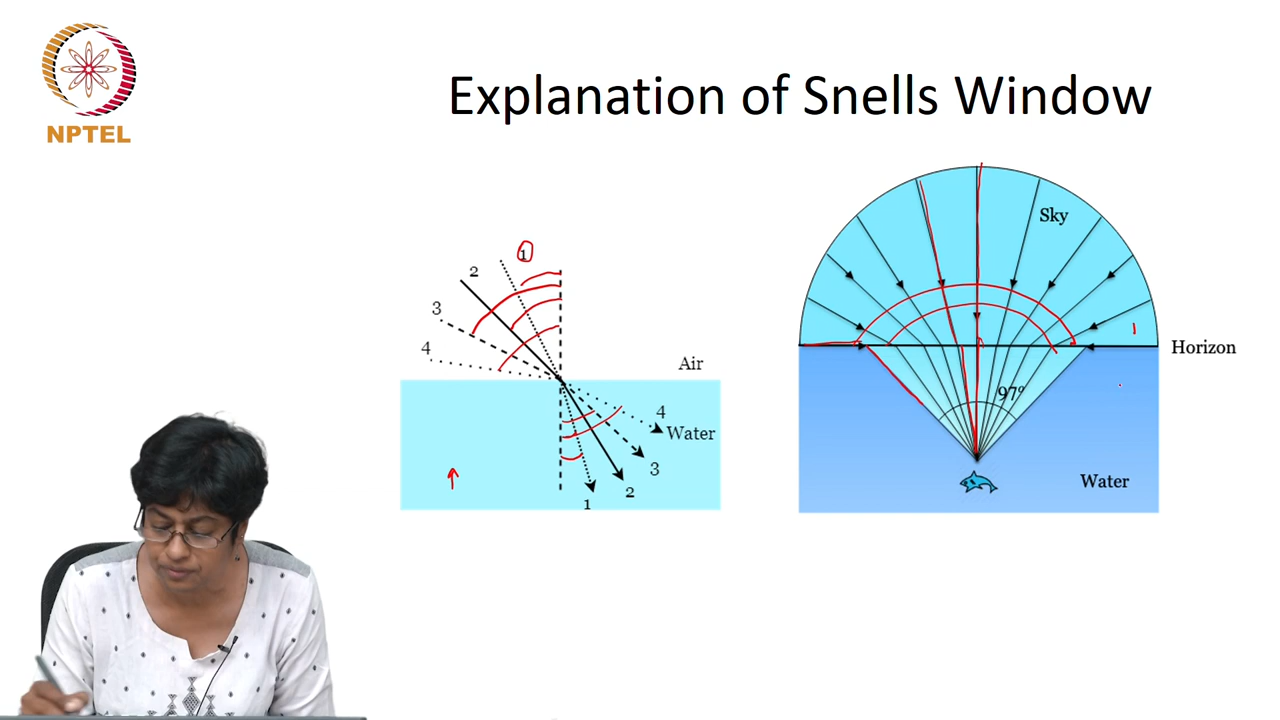 NPTEL
Explanation of Snells Window
1
2
3
4
Air
4
Water
3
2
1
Sky
1
Horizon
97°
Water